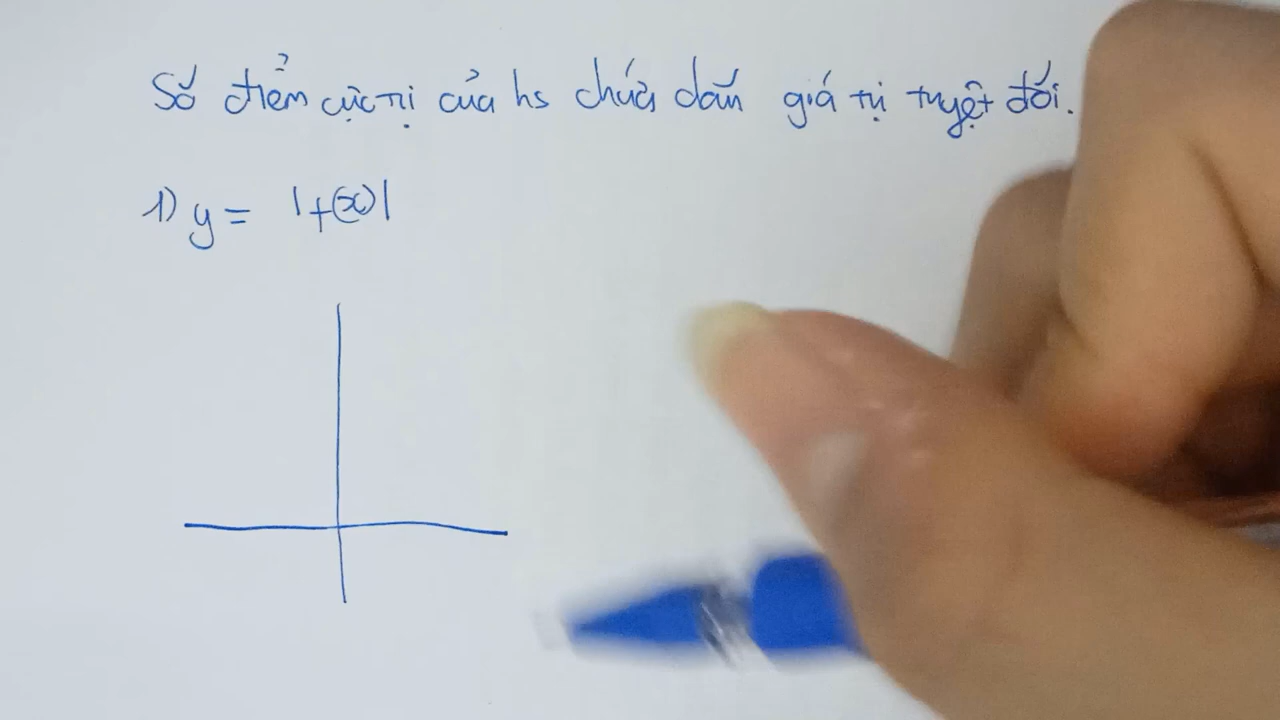 Số điểm cực trị của hs chứa dấu giá trị tuyệt đối.
1) y = |f(x)|